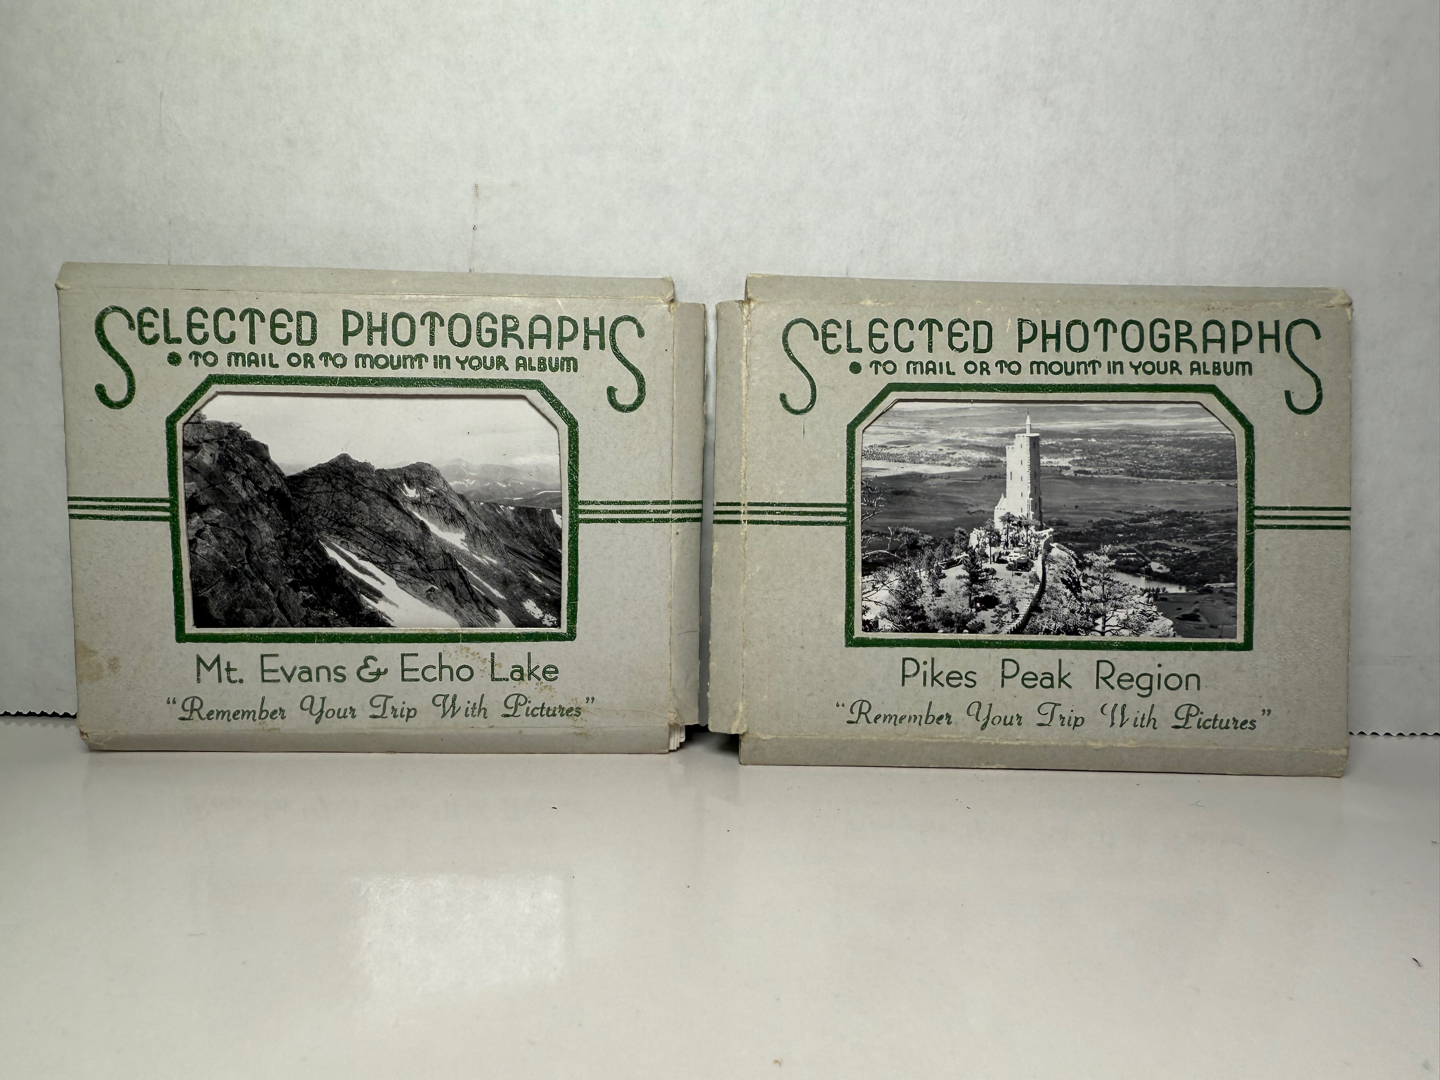 SELECTED PHOTOGRAPHS
• TO MAIL OR TO MOUNT IN YOUR ALBUM
Mt. Evans & Echo Lake
"Remember Your Trip With Pictures"
SELECTED PHOTOGRAPHS
• TO MAIL OR TO MOUNT IN YOUR ALBUM
Pikes Peak Region
"Remember Your Trip With Pictures"